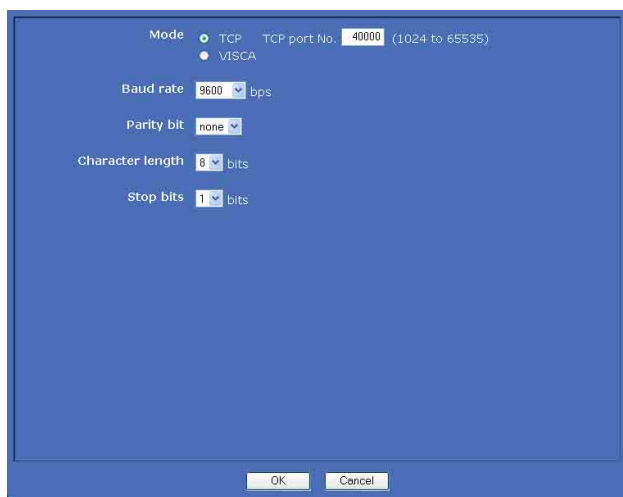 Mode TCP TCP port No. 40000 (1024 to 65535)
VISCA
Baud rate 9600 bps
Parity bit none
Character length 8 bits
Stop bits 1 bits
OK Cancel